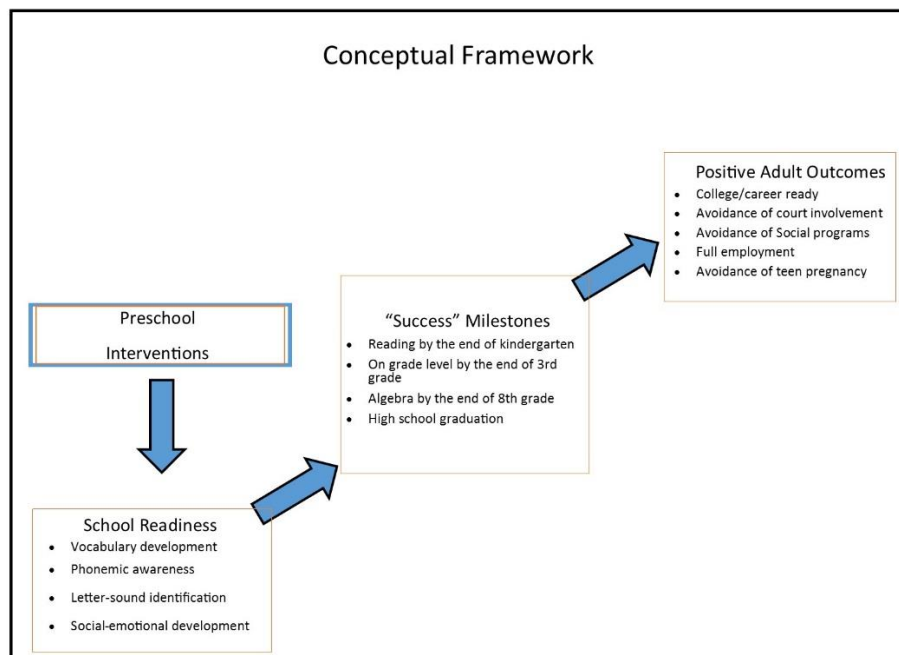 Conceptual Framework
Preschool
Interventions
School Readiness
• Vocabulary development
• Phonemic awareness
• Letter-sound identification
• Social-emotional development
“Success” Milestones
• Reading by the end of kindergarten
• On grade level by the end of 3rd
grade
• Algebra by the end of 8th grade
• High school graduation
Positive Adult Outcomes
• College/career ready
• Avoidance of court involvement
• Avoidance of Social programs
• Full employment
• Avoidance of teen pregnancy